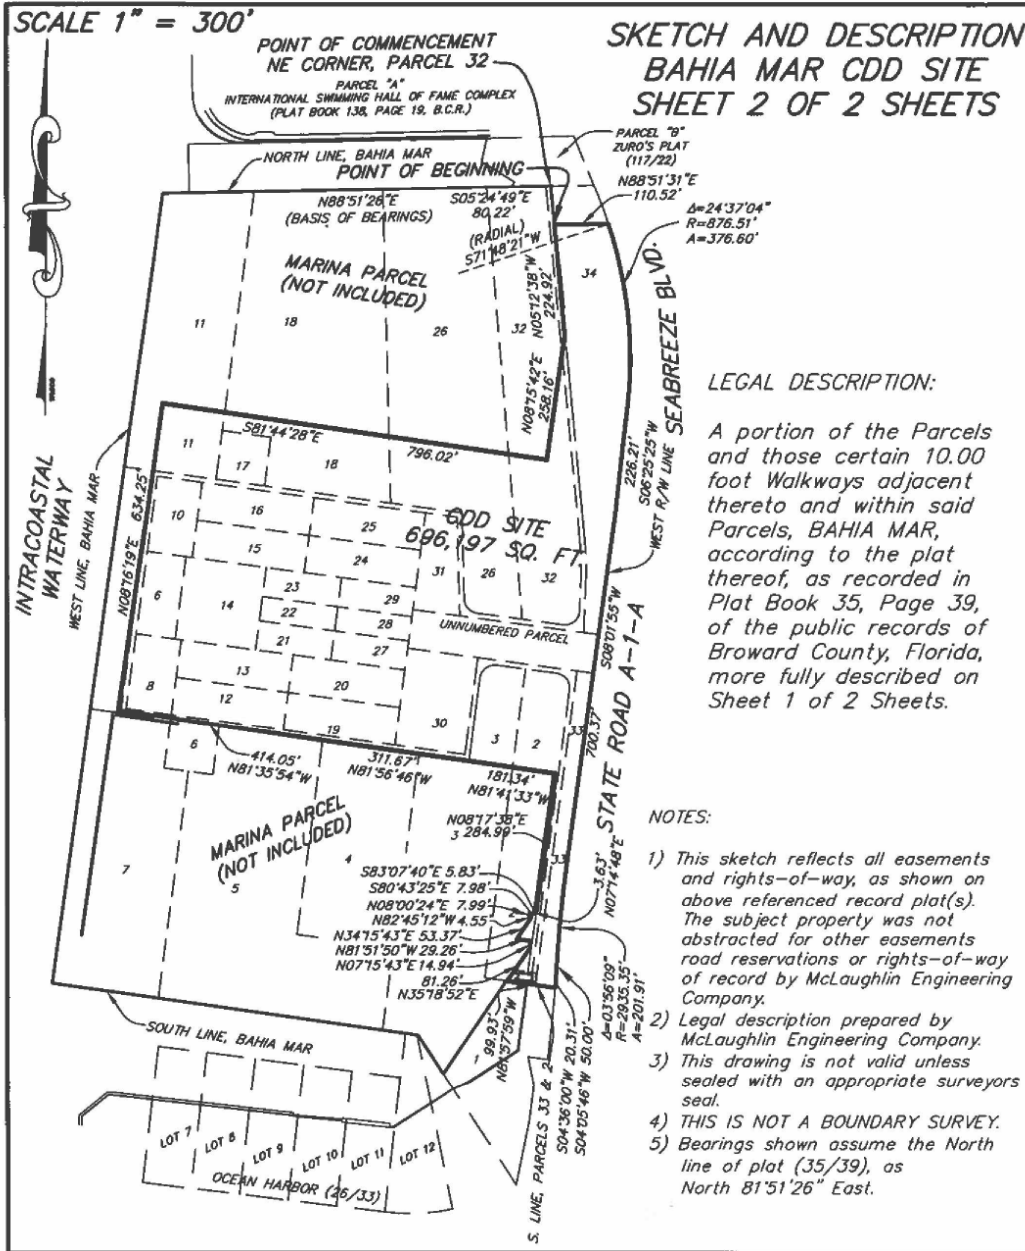 SCALE 1" = 300'
SKETCH AND DESCRIPTION
BAHIA MAR CDD SITE
SHEET 2 OF 2 SHEETS
POINT OF COMMENCEMENT
NE CORNER, PARCEL 32
PARCEL "A"
INTERNATIONAL SWIMMING HALL OF FAME COMPLEX
(PLAT BOOK 138, PAGE 19, B.C.R.)
PARCEL "B"
ZURO'S PLAT
(117/22)
NORTH LINE, BAHIA MAR
POINT OF BEGINNING
N88°51'31"E
110.52'
N88°51'26"E
(BASIS OF BEARINGS)
S05°24'49"E
80.22'
(RADIAL)
S71°48'21"W
Δ=24°37'04"
R=876.51'
A=376.60'
MARINA PARCEL
(NOT INCLUDED)
11
18
26
32
34
N05°12'38"W
224.92'
N08°15'42"E
258.16'
SEABREEZE BLVD.
WEST R/W LINE
226.21'
S06°25'25"W
INTRACOASTAL
WATERWAY
WEST LINE, BAHIA MAR
N08°16'19"E 634.25'
S81°44'28"E
796.02'
11
17
18
10
16
25
CDD SITE
696,197 SQ. FT.
15
24
31
26
32
6
14
23
29
22
28
21
27
UNNUMBERED PARCEL
13
20
8
12
19
30
3
2
33
S08°01'55"W
700.37'
STATE ROAD A-1-A
LEGAL DESCRIPTION:
A portion of the Parcels
and those certain 10.00
foot Walkways adjacent
thereto and within said
Parcels, BAHIA MAR,
according to the plat
thereof, as recorded in
Plat Book 35, Page 39,
of the public records of
Broward County, Florida,
more fully described on
Sheet 1 of 2 Sheets.
6
414.05'
N81°35'54"W
311.67'
N81°56'46"W
181.34'
N81°41'33"W
MARINA PARCEL
(NOT INCLUDED)
7
5
4
N08°17'38"E
3 284.99'
33
S83°07'40"E 5.83'
S80°43'25"E 7.98'
N08°00'24"E 7.99'
N82°45'12"W 4.55'
N34°15'43"E 53.37'
N81°51'50"W 29.26'
N07°15'43"E 14.94'
81.26'
N35°18'52"E
2
3.63'
N07°14'48"E
Δ=03°56'09"
R=2935.35'
A=201.91'
99.93'
N81°57'59"W
1
S04°36'00"W 20.31'
S04°05'46"W 50.00'
S. LINE, PARCELS 33 & 2
SOUTH LINE, BAHIA MAR
LOT 7
LOT 8
LOT 9
LOT 10
LOT 11
LOT 12
OCEAN HARBOR (26/33)
NOTES:
1) This sketch reflects all easements
and rights-of-way, as shown on
above referenced record plat(s).
The subject property was not
abstracted for other easements
road reservations or rights-of-way
of record by McLaughlin Engineering
Company.
2) Legal description prepared by
McLaughlin Engineering Company.
3) This drawing is not valid unless
sealed with an appropriate surveyors
seal.
4) THIS IS NOT A BOUNDARY SURVEY.
5) Bearings shown assume the North
line of plat (35/39), as
North 81°51'26" East.